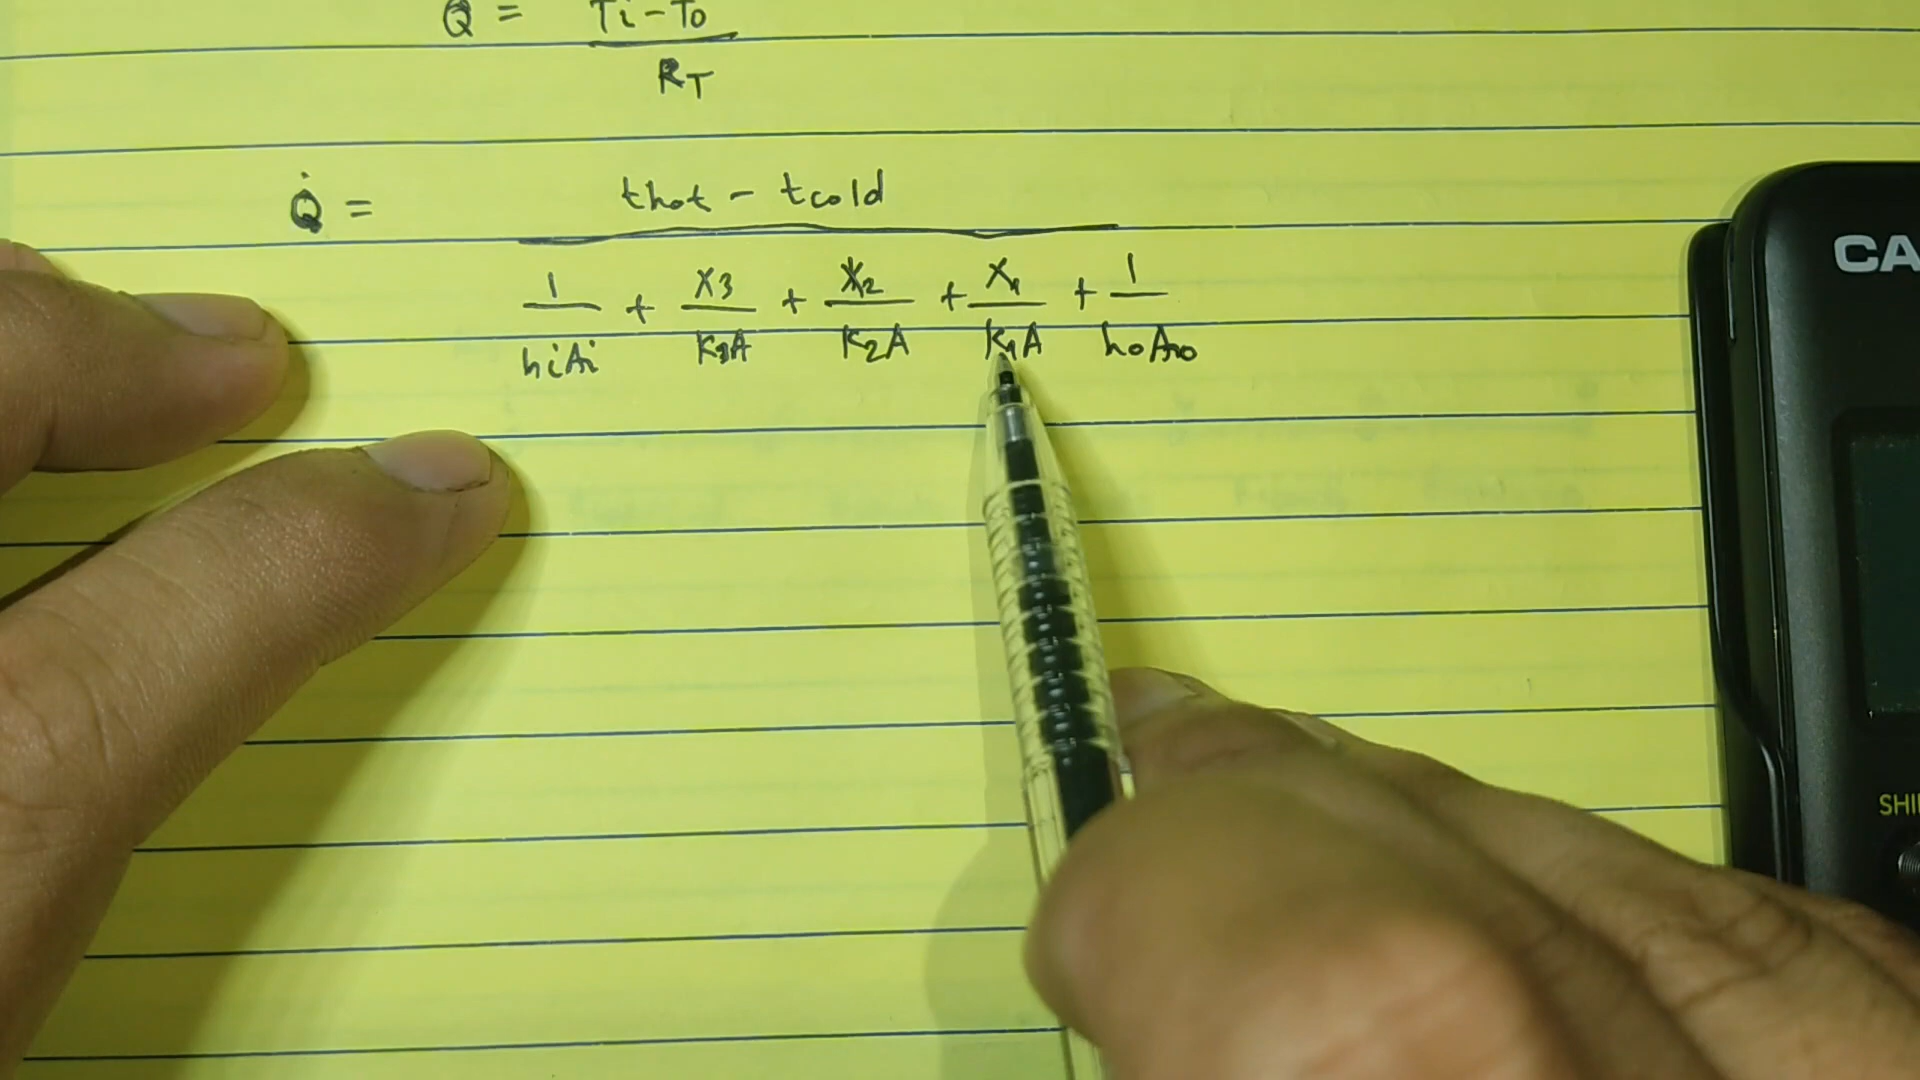 Q = Ti - To
RT
Q̇ = thot - tcold
1 + X3 + X2 + X1 + 1
hiAi K3A K2A K1A hoAo
CA
SHI